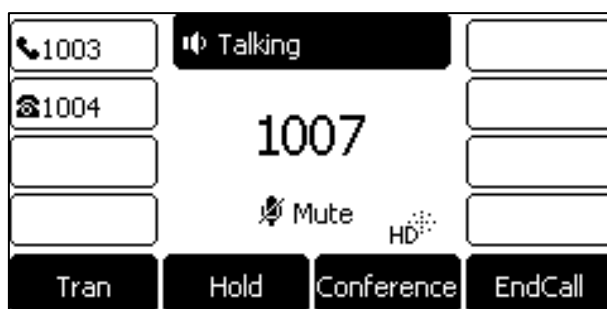 1003
Talking
1004
1007
Mute
HD
Tran
Hold
Conference
EndCall